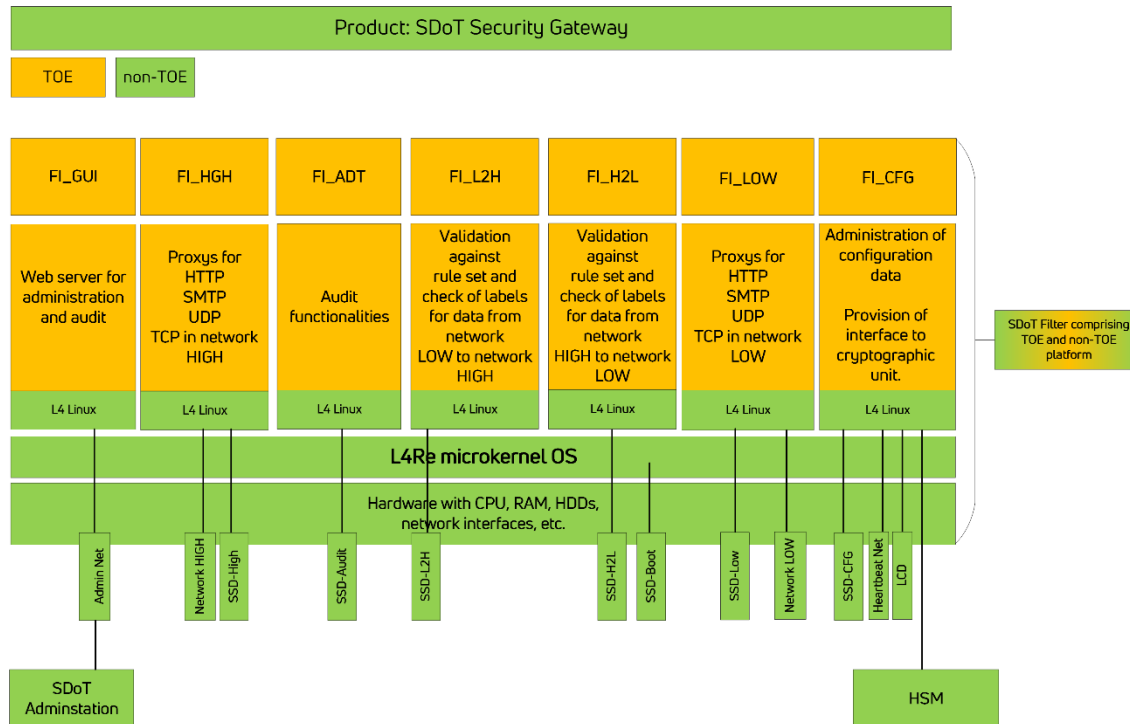 Product: SDoT Security Gateway
TOE
non-TOE
FI_GUI
FI_HGH
FI_ADT
FI_L2H
FI_H2L
FI_LOW
FI_CFG
Web server for
administration
and audit
Proxys for
HTTP
SMTP
UDP
TCP in network
HIGH
Audit
functionalities
Validation
against
rule set and
check of labels
for data from
network
LOW to network
HIGH
Validation
against
rule set and
check of labels
for data from
network
HIGH to network
LOW
Proxys for
HTTP
SMTP
UDP
TCP in network
LOW
Administration of
configuration
data
Provision of
interface to
cryptographic
unit.
SDoT Filter comprising
TOE and non-TOE
platform
L4 Linux
L4 Linux
L4 Linux
L4 Linux
L4 Linux
L4 Linux
L4 Linux
L4Re microkernel OS
Hardware with CPU, RAM, HDDs,
network interfaces, etc.
Admin Net
Network HIGH
SSD-High
SSD-Audit
SSD-L2H
SSD-H2L
SSD-Boot
SSD-Low
Network LOW
SSD-CFG
Heartbeat Net
LCD
SDoT
Adminstation
HSM